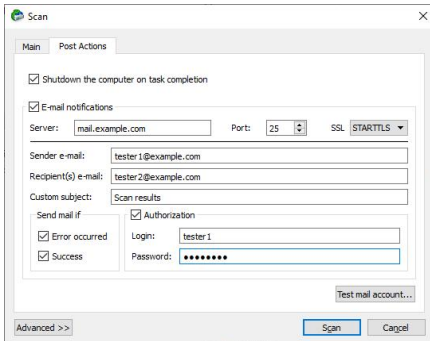 Scan
Main Post Actions
Shutdown the computer on task completion
E-mail notifications
Server: mail.example.com Port: 25 SSL STARTTLS
Sender e-mail: tester1@example.com
Recipient(s) e-mail: tester2@example.com
Custom subject: Scan results
Send mail if Authorization
Error occurred Login: tester1
Success Password: ●●●●●●●●
Test mail account...
Advanced >> Scan Cancel